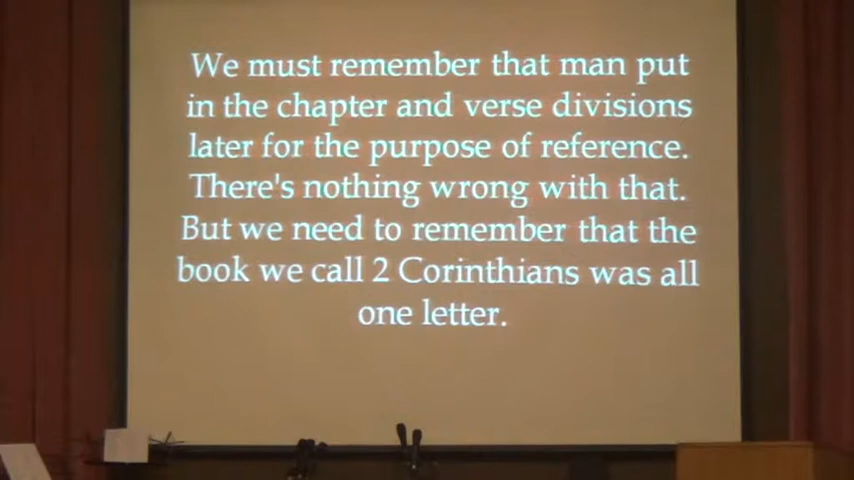 We must remember that man put
in the chapter and verse divisions
later for the purpose of reference.
There's nothing wrong with that.
But we need to remember that the
book we call 2 Corinthians was all
one letter.